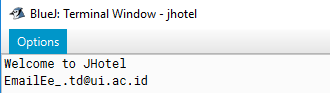 BlueJ: Terminal Window - jhotel
Options
Welcome to JHotel
EmailEe_.td@ui.ac.id